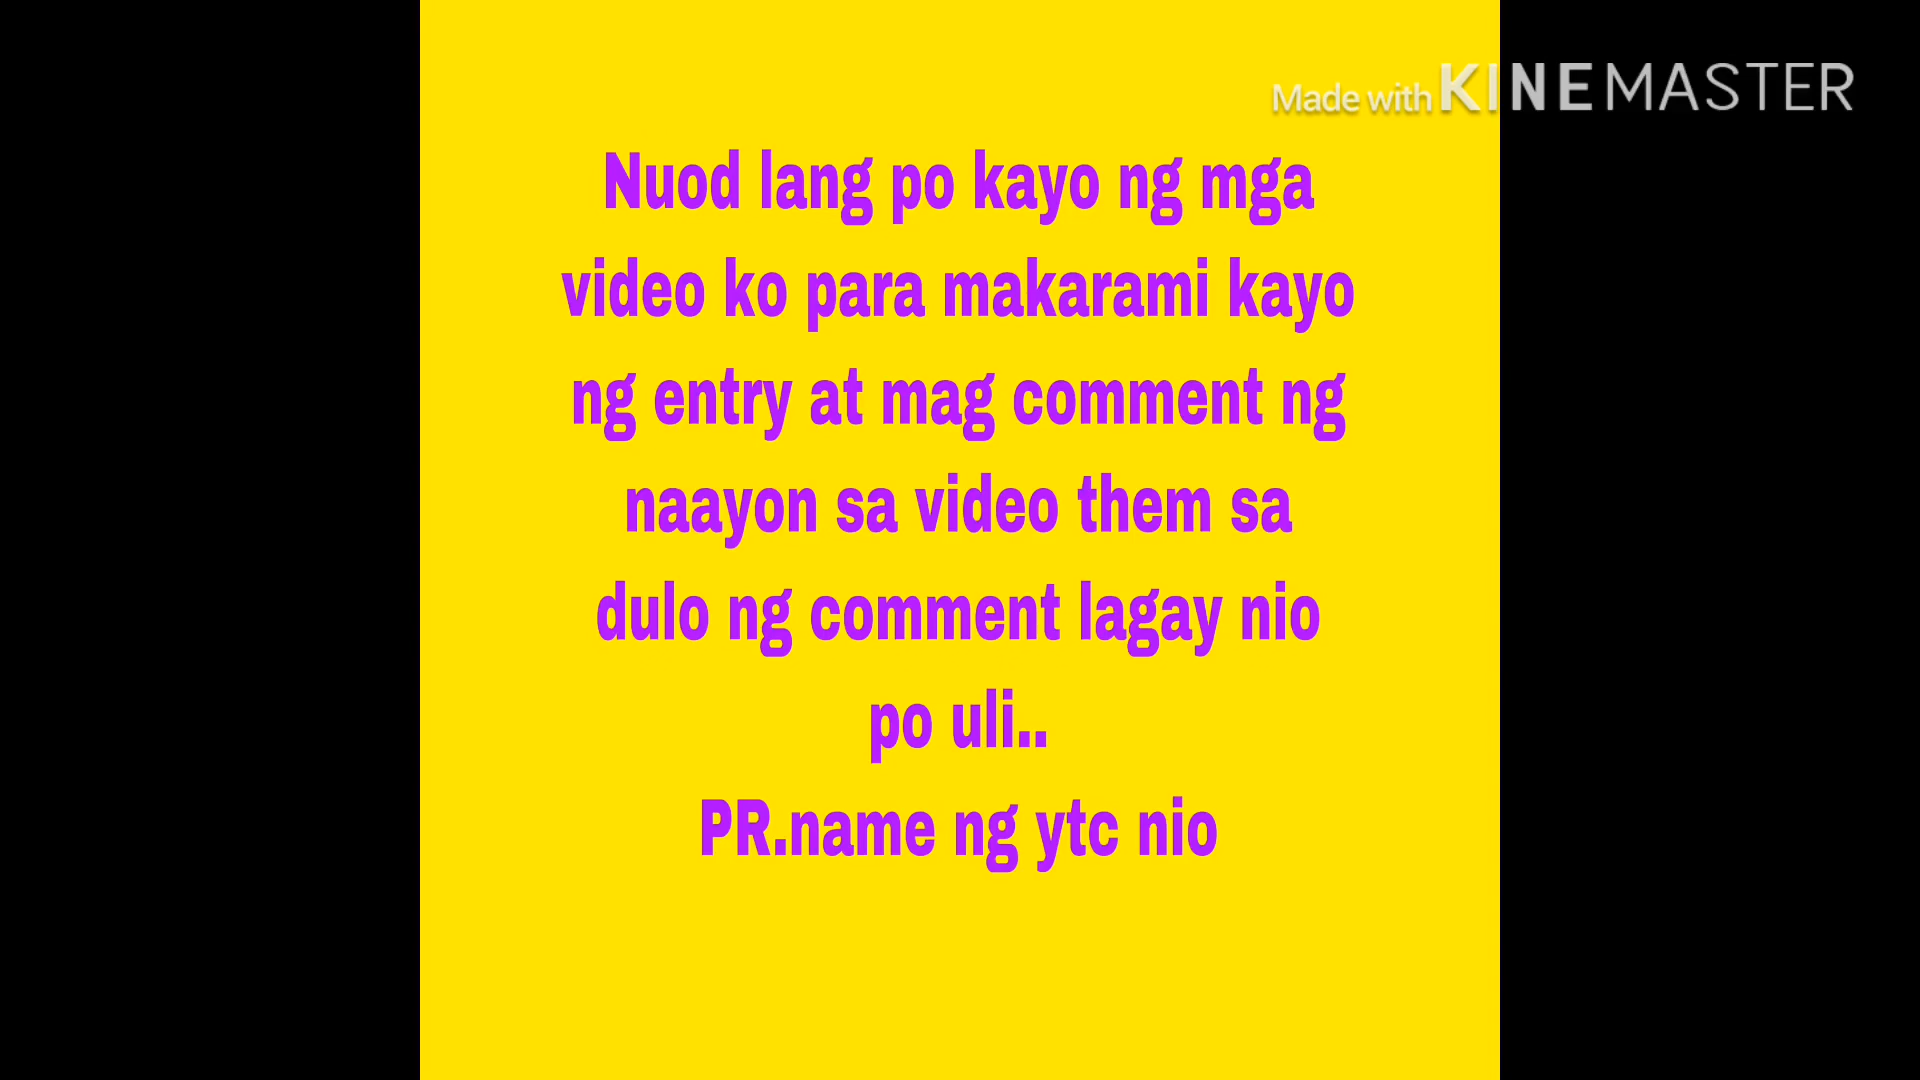 Made with KINEMASTER
Nuod lang po kayo ng mga
video ko para makarami kayo
ng entry at mag comment ng
naayon sa video them sa
dulo ng comment lagay nio
po uli..
PR.name ng ytc nio